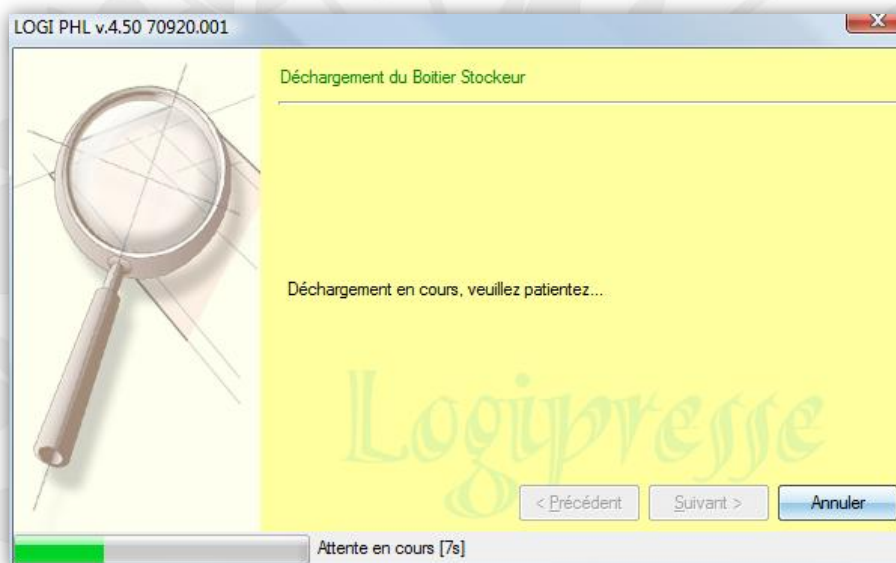 LOGI PHL v.4.50 70920.001
Déchargement du Boitier Stockeur
Déchargement en cours, veuillez patientez...
Logipresse
< Précédent
Suivant >
Annuler
Attente en cours [7s]